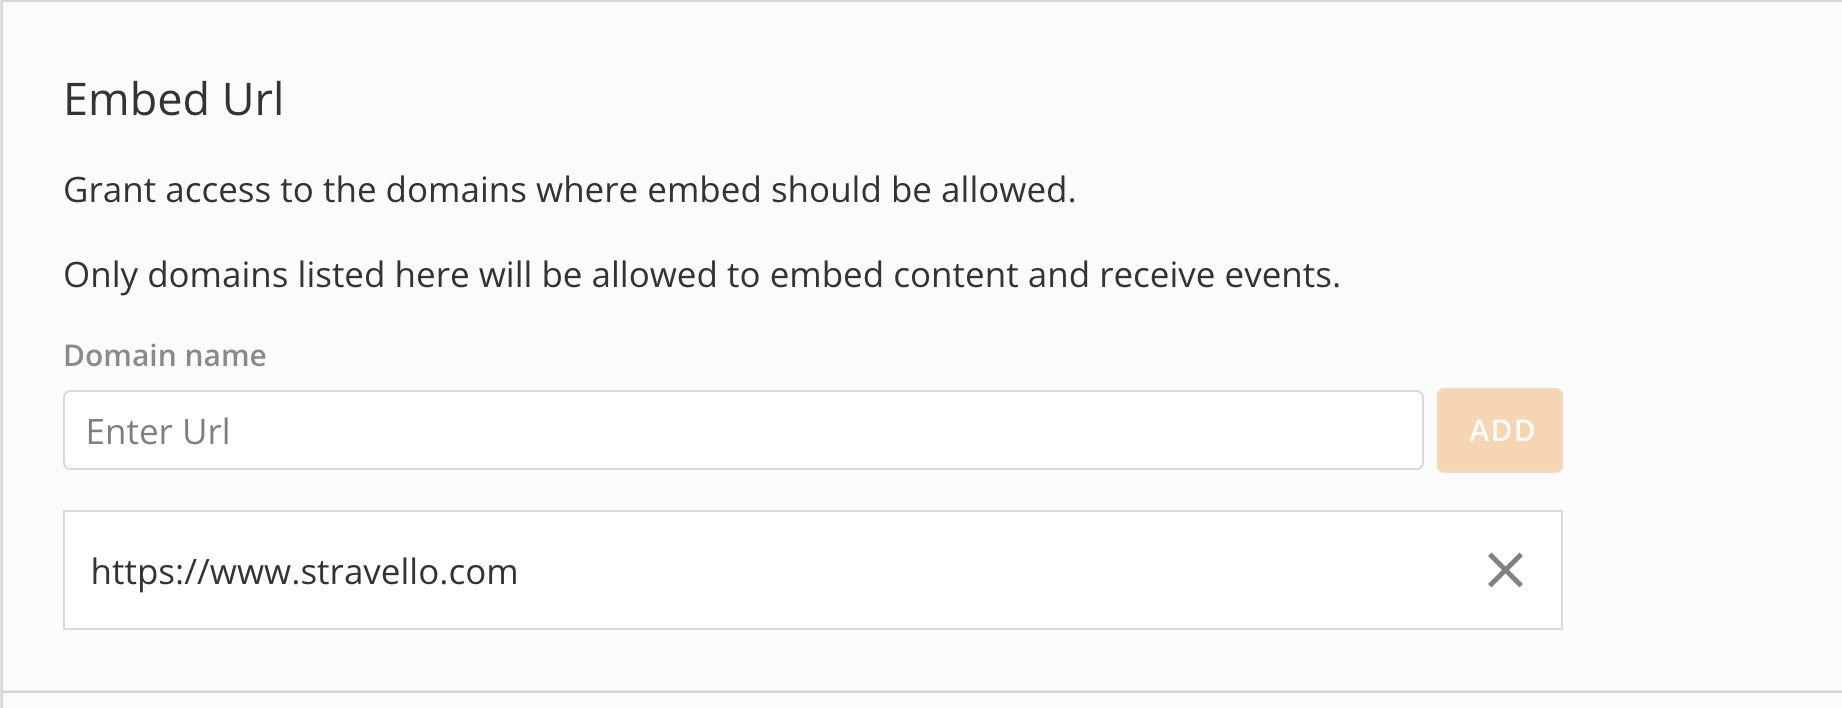 Embed Url
Grant access to the domains where embed should be allowed.
Only domains listed here will be allowed to embed content and receive events.
Domain name
Enter Url
ADD
https://www.stravello.com